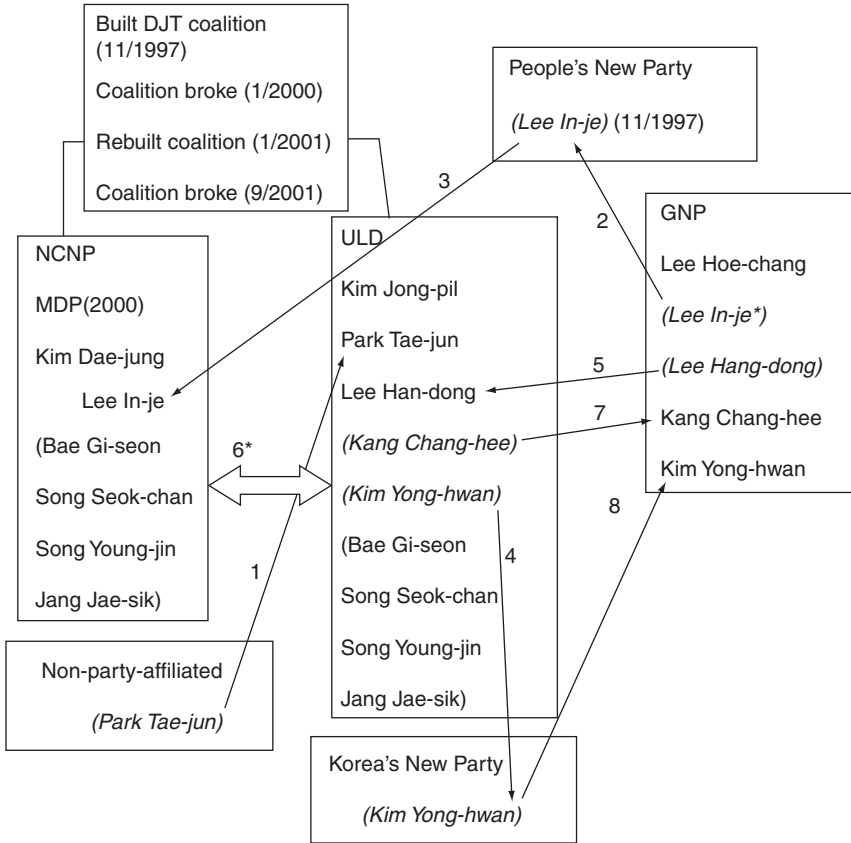 Built DJT coalition
(11/1997)
Coalition broke (1/2000)
Rebuilt coalition (1/2001)
Coalition broke (9/2001)
People's New Party
(Lee In-je) (11/1997)
3
2
NCNP
MDP(2000)
Kim Dae-jung
Lee In-je
(Bae Gi-seon
Song Seok-chan
Song Young-jin
Jang Jae-sik)
6*
1
ULD
Kim Jong-pil
Park Tae-jun
Lee Han-dong
(Kang Chang-hee)
(Kim Yong-hwan)
(Bae Gi-seon
Song Seok-chan
Song Young-jin
Jang Jae-sik)
5
7
4
8
GNP
Lee Hoe-chang
(Lee In-je*)
(Lee Hang-dong)
Kang Chang-hee
Kim Yong-hwan
Non-party-affiliated
(Park Tae-jun)
Korea's New Party
(Kim Yong-hwan)